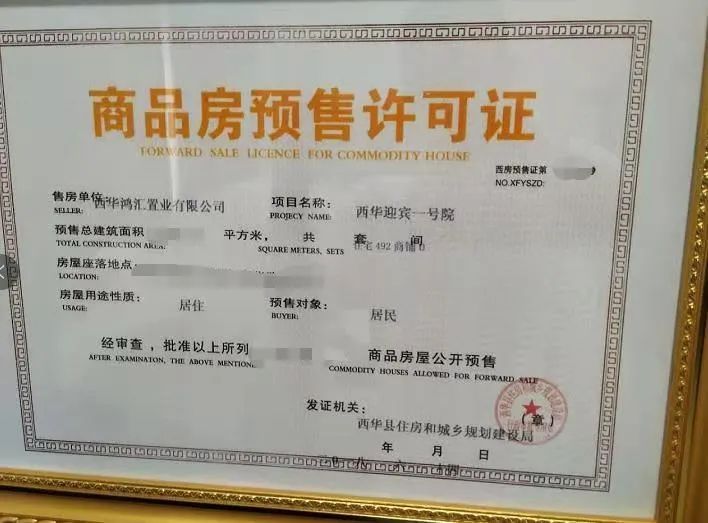 商品房预售许可证
FORWARD SALE LICENCE FOR COMMODITY HOUSE
西房预售证第
NO.XFYSZD:
售房单位: 西华鸿汇置业有限公司 项目名称: 西华迎宾一号院
SELLER: PROJECY NAME:
预售总建筑面积 平方米，共 套 间
TOTAL CONSTRUCTION AREA: SQUARE METERS, SETS 住宅 492 商铺 0
房屋座落地点:
LOCATION:
房屋用途性质: 居住 预售对象: 居民
USAGE: BUYER:
经审查，批准以上所列 商品房屋公开预售
AFTER EXAMINATON, THE ABOVE MENTIONE COMMODITY HOUSES ALLOWED FOR FORWARD SALE
发证机关:
(章)
西华县住房和城乡规划建设局
年 月 日